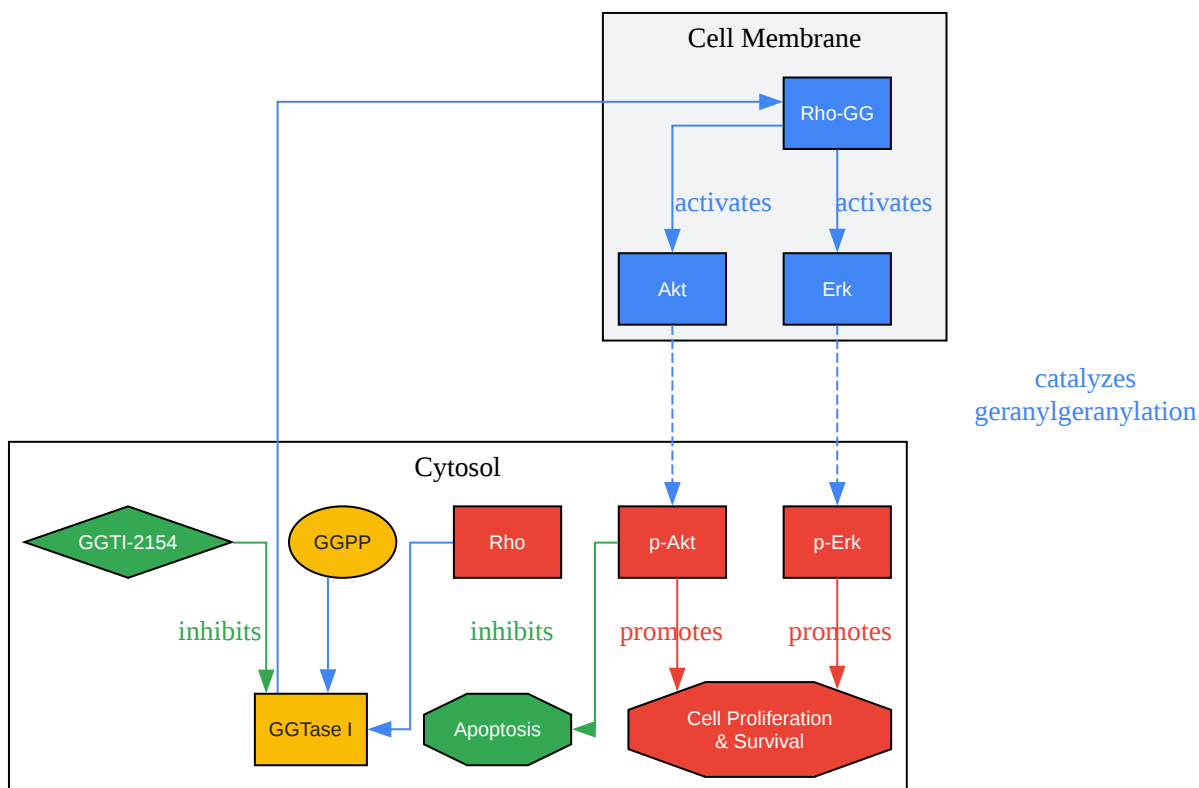 Cell Membrane
Rho-GG
activates
activates
Akt
Erk
catalyzes
geranylgeranylation
Cytosol
GGTI-2154
GGPP
Rho
p-Akt
p-Erk
inhibits
inhibits
promotes
promotes
GGTase I
Apoptosis
Cell Proliferation
& Survival